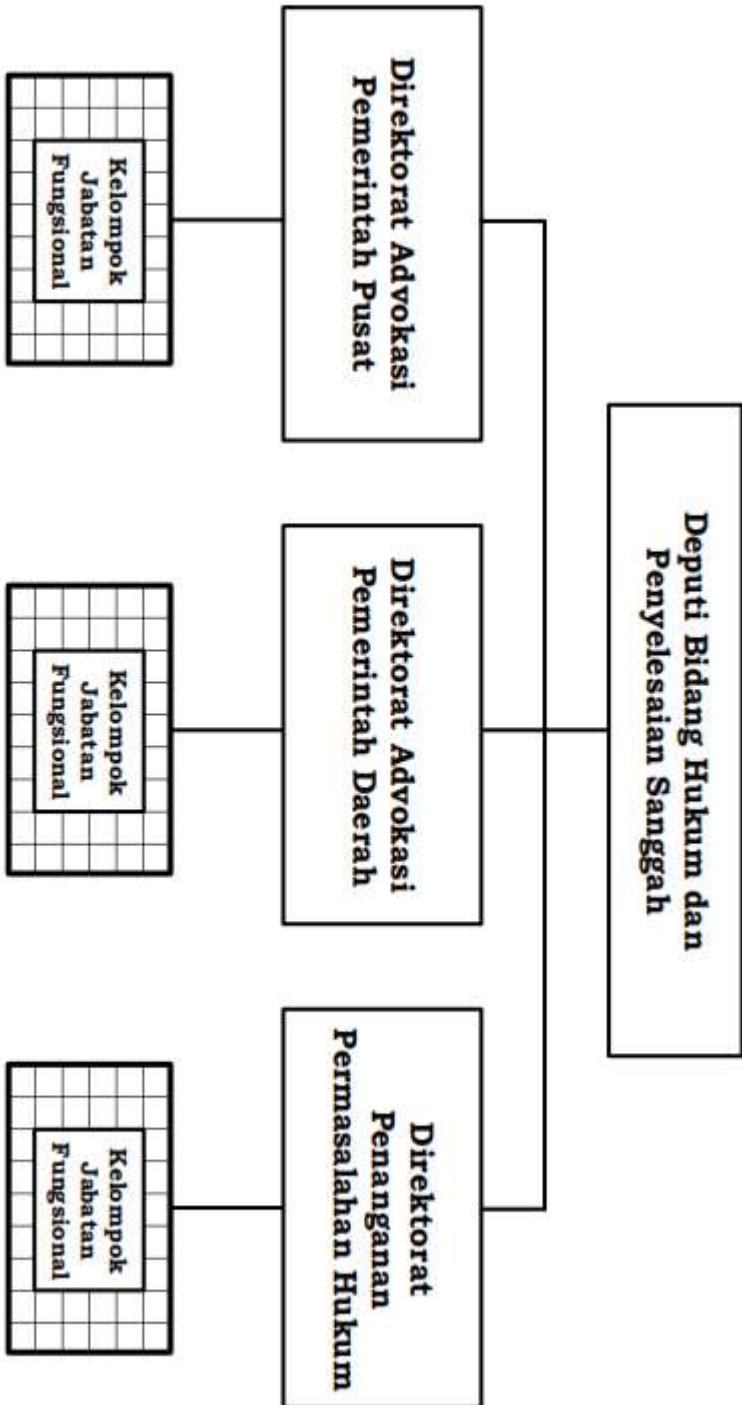 Deputi Bidang Hukum dan
Penyelesaian Sanggah
Direktorat Advokasi
Pemerintah Pusat
Direktorat Advokasi
Pemerintah Daerah
Direktorat
Penanganan
Permasalahan Hukum
Kelompok
Jabatan
Fungsional
Kelompok
Jabatan
Fungsional
Kelompok
Jabatan
Fungsional